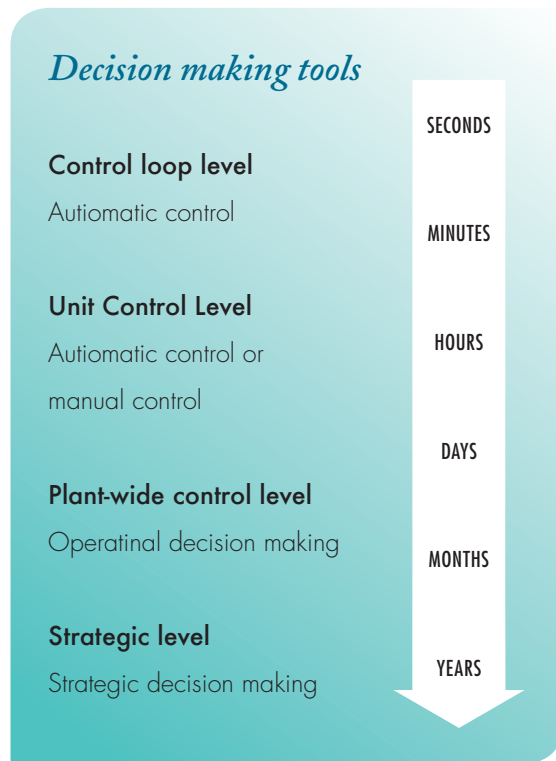 Decision making tools
Control loop level
Autiomatic control
Unit Control Level
Autiomatic control or
manual control
Plant-wide control level
Operatinal decision making
Strategic level
Strategic decision making
SECONDS
MINUTES
HOURS
DAYS
MONTHS
YEARS